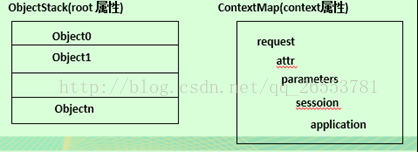 ObjectStack(root 属性)
ContextMap(context属性)
Object0
Object1
Objectn
request
attr
parameters
sessoion
application
http://blog.csdn.net/qq_26553781